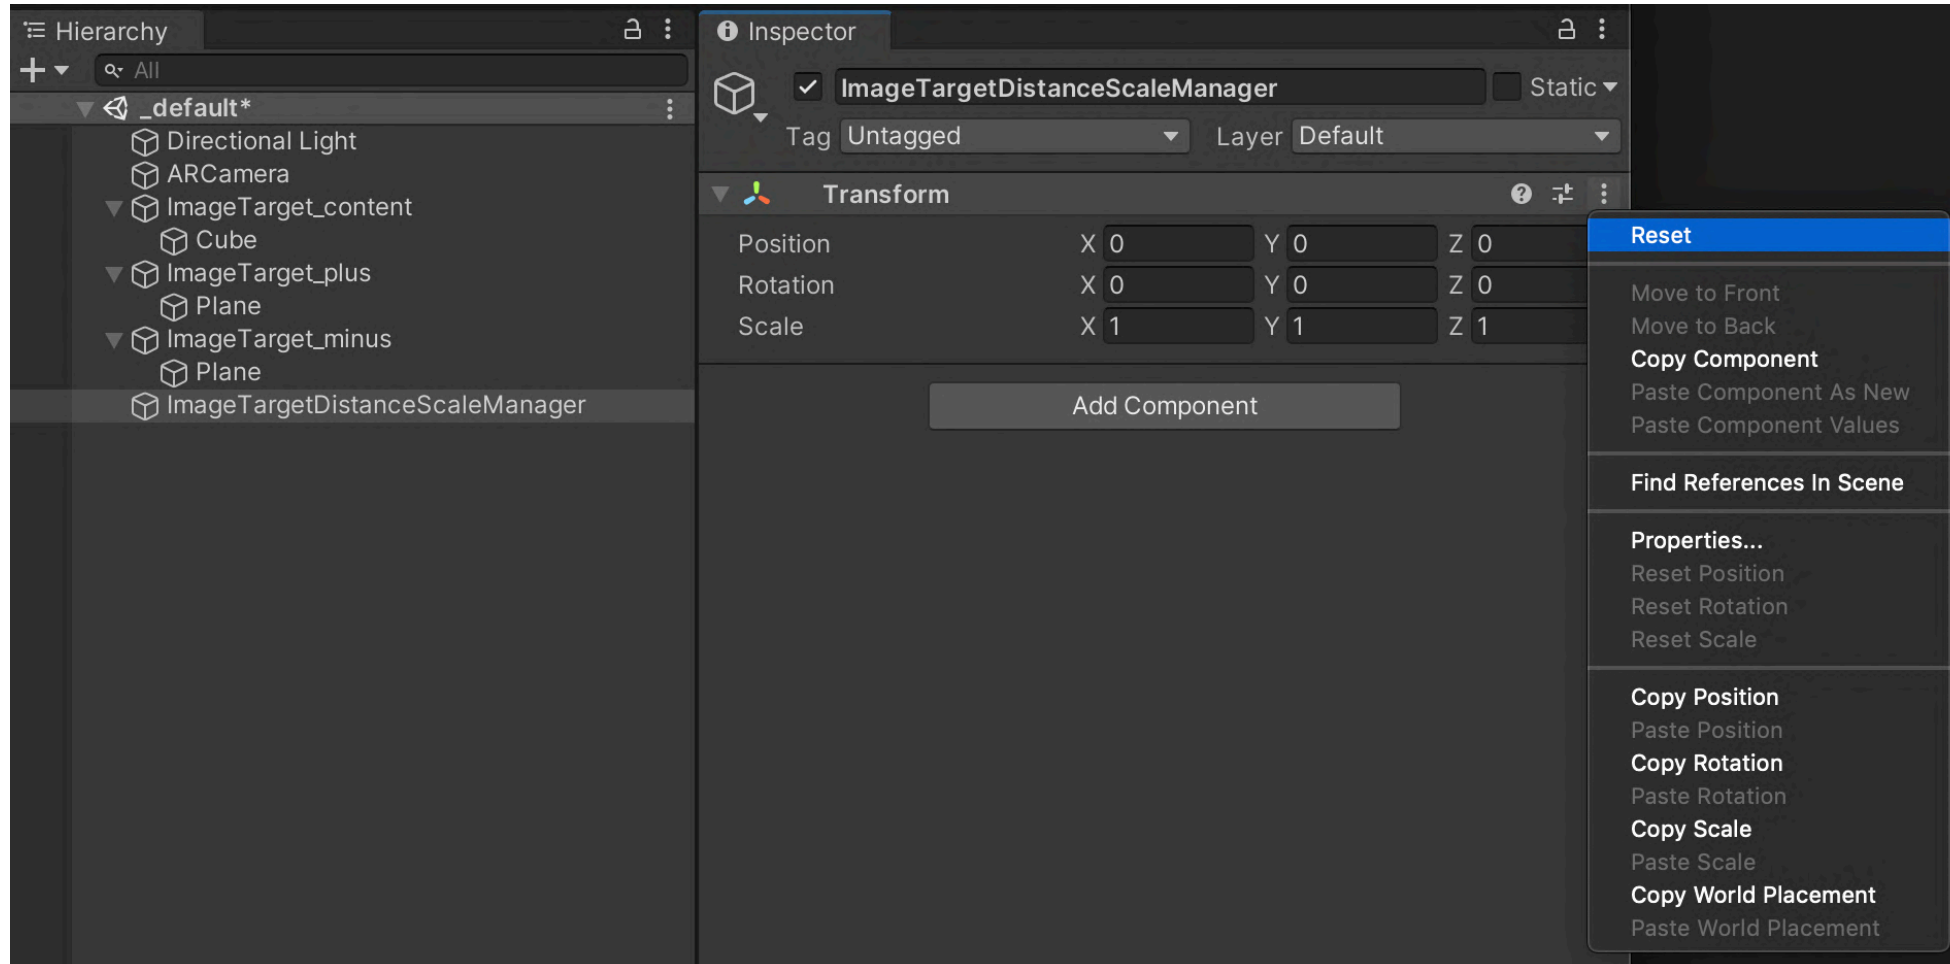 Hierarchy
All
_default*
Directional Light
ARCamera
ImageTarget_content
Cube
ImageTarget_plus
Plane
ImageTarget_minus
Plane
ImageTargetDistanceScaleManager
Inspector
ImageTargetDistanceScaleManager Static
Tag Untagged Layer Default
Transform
Position X 0 Y 0 Z 0
Rotation X 0 Y 0 Z 0
Scale X 1 Y 1 Z 1
Add Component
Reset
Move to Front
Move to Back
Copy Component
Paste Component As New
Paste Component Values
Find References In Scene
Properties...
Reset Position
Reset Rotation
Reset Scale
Copy Position
Paste Position
Copy Rotation
Paste Rotation
Copy Scale
Paste Scale
Copy World Placement
Paste World Placement